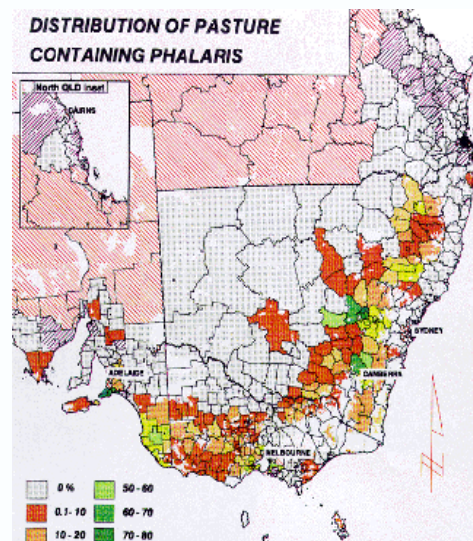 DISTRIBUTION OF PASTURE
CONTAINING PHALARIS
North QLD inset
CAIRNS
SYDNEY
ADELAIDE
CANBERRA
MELBOURNE
0 % 50 - 60
0.1 - 10 60 - 70
10 - 20 70 - 80